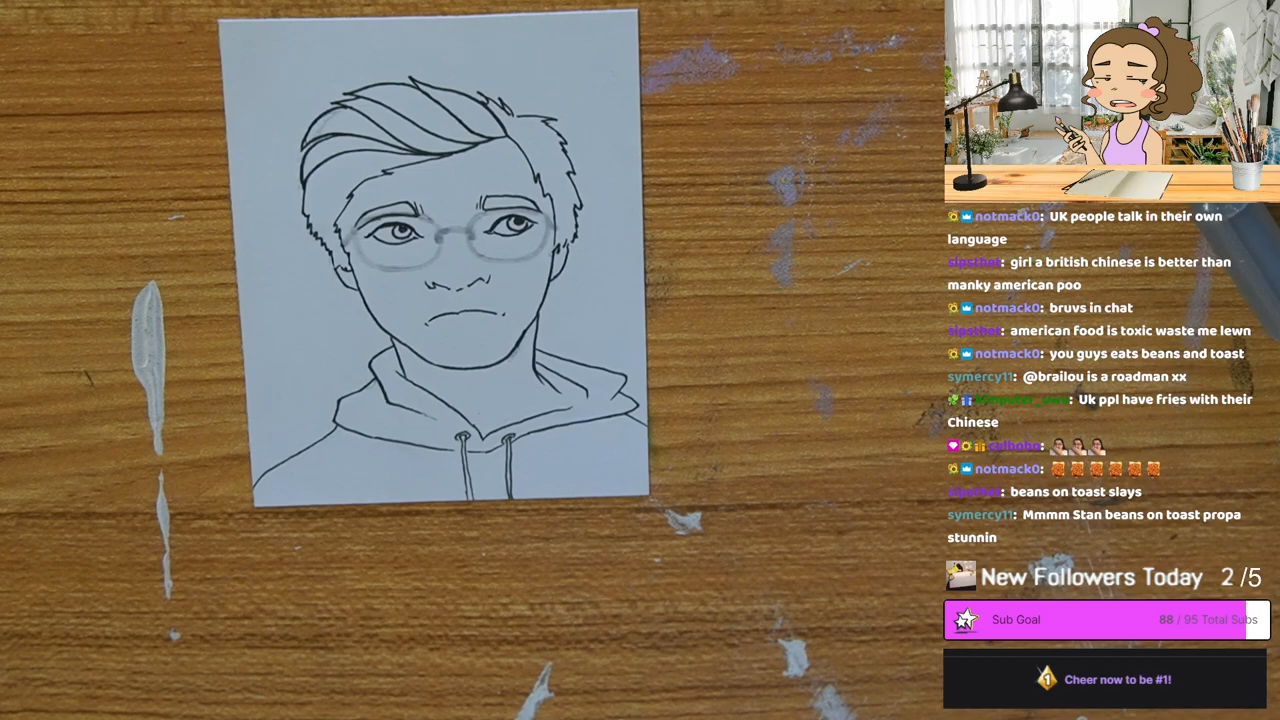 notmack0: UK people talk in their own
language
sipsthet: girl a british chinese is better than
manky american poo
notmack0: bruvs in chat
sipsthet: american food is toxic waste me lewn
notmack0: you guys eats beans and toast
symercy11: @brailou is a roadman xx
Uk ppl have fries with their
Chinese
notmack0:
sipsthet: beans on toast slays
symercy11: Mmmm Stan beans on toast propa
stunnin
New Followers Today 2 /5
Sub Goal 88 / 95 Total Subs
1 Cheer now to be #1!